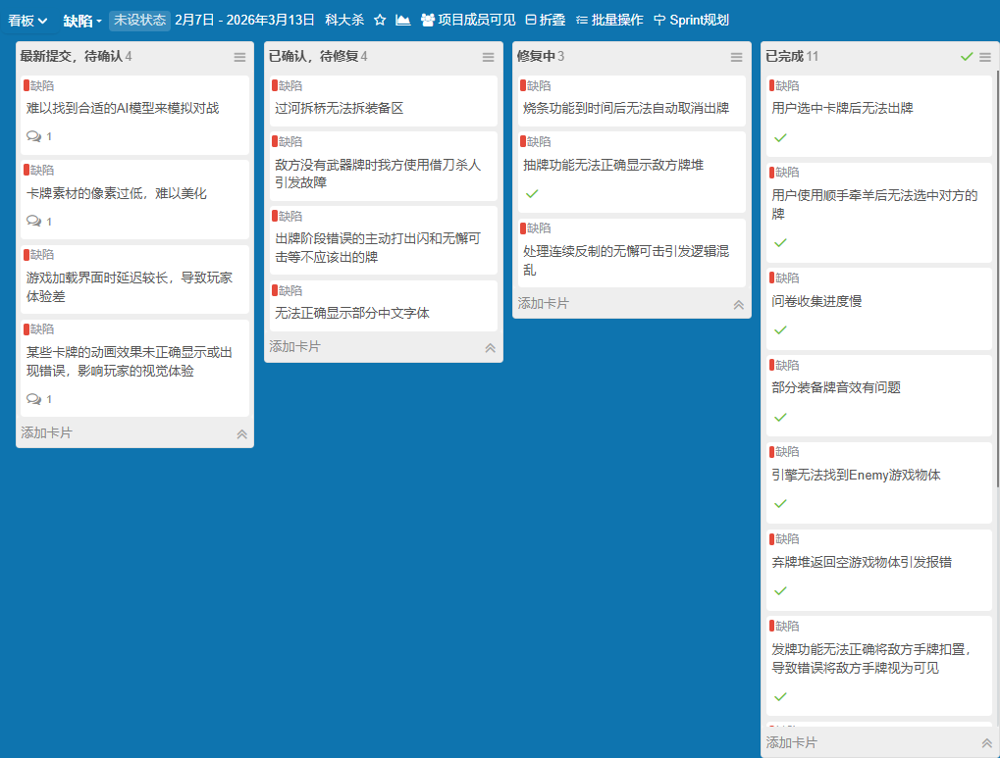 看板 缺陷 未设状态 2月7日 - 2026年3月13日 科大杀 项目成员可见 折叠 批量操作 Sprint规划
最新提交，待确认 4
缺陷
难以找到合适的AI模型来模拟对战
1
缺陷
卡牌素材的像素过低，难以美化
1
缺陷
游戏加载界面时延迟较长，导致玩家
体验差
缺陷
某些卡牌的动画效果未正确显示或出
现错误，影响玩家的视觉体验
1
添加卡片
已确认，待修复 4
缺陷
过河拆桥无法拆装备区
缺陷
敌方没有武器牌时我方使用借刀杀人
引发故障
缺陷
出牌阶段错误的主动打出闪和无懈可
击等不应该出的牌
缺陷
无法正确显示部分中文字体
添加卡片
修复中 3
缺陷
烧条功能到时间后无法自动取消出牌
缺陷
抽牌功能无法正确显示敌方牌堆
缺陷
处理连续反制的无懈可击引发逻辑混
乱
添加卡片
已完成 11
缺陷
用户选中卡牌后无法出牌
缺陷
用户使用顺手牵羊后无法选中对方的
牌
缺陷
问卷收集进度慢
缺陷
部分装备牌音效有问题
缺陷
引擎无法找到Enemy游戏物体
缺陷
弃牌堆返回空游戏物体引发报错
缺陷
发牌功能无法正确将敌方手牌扣置，
导致错误将敌方手牌视为可见
添加卡片